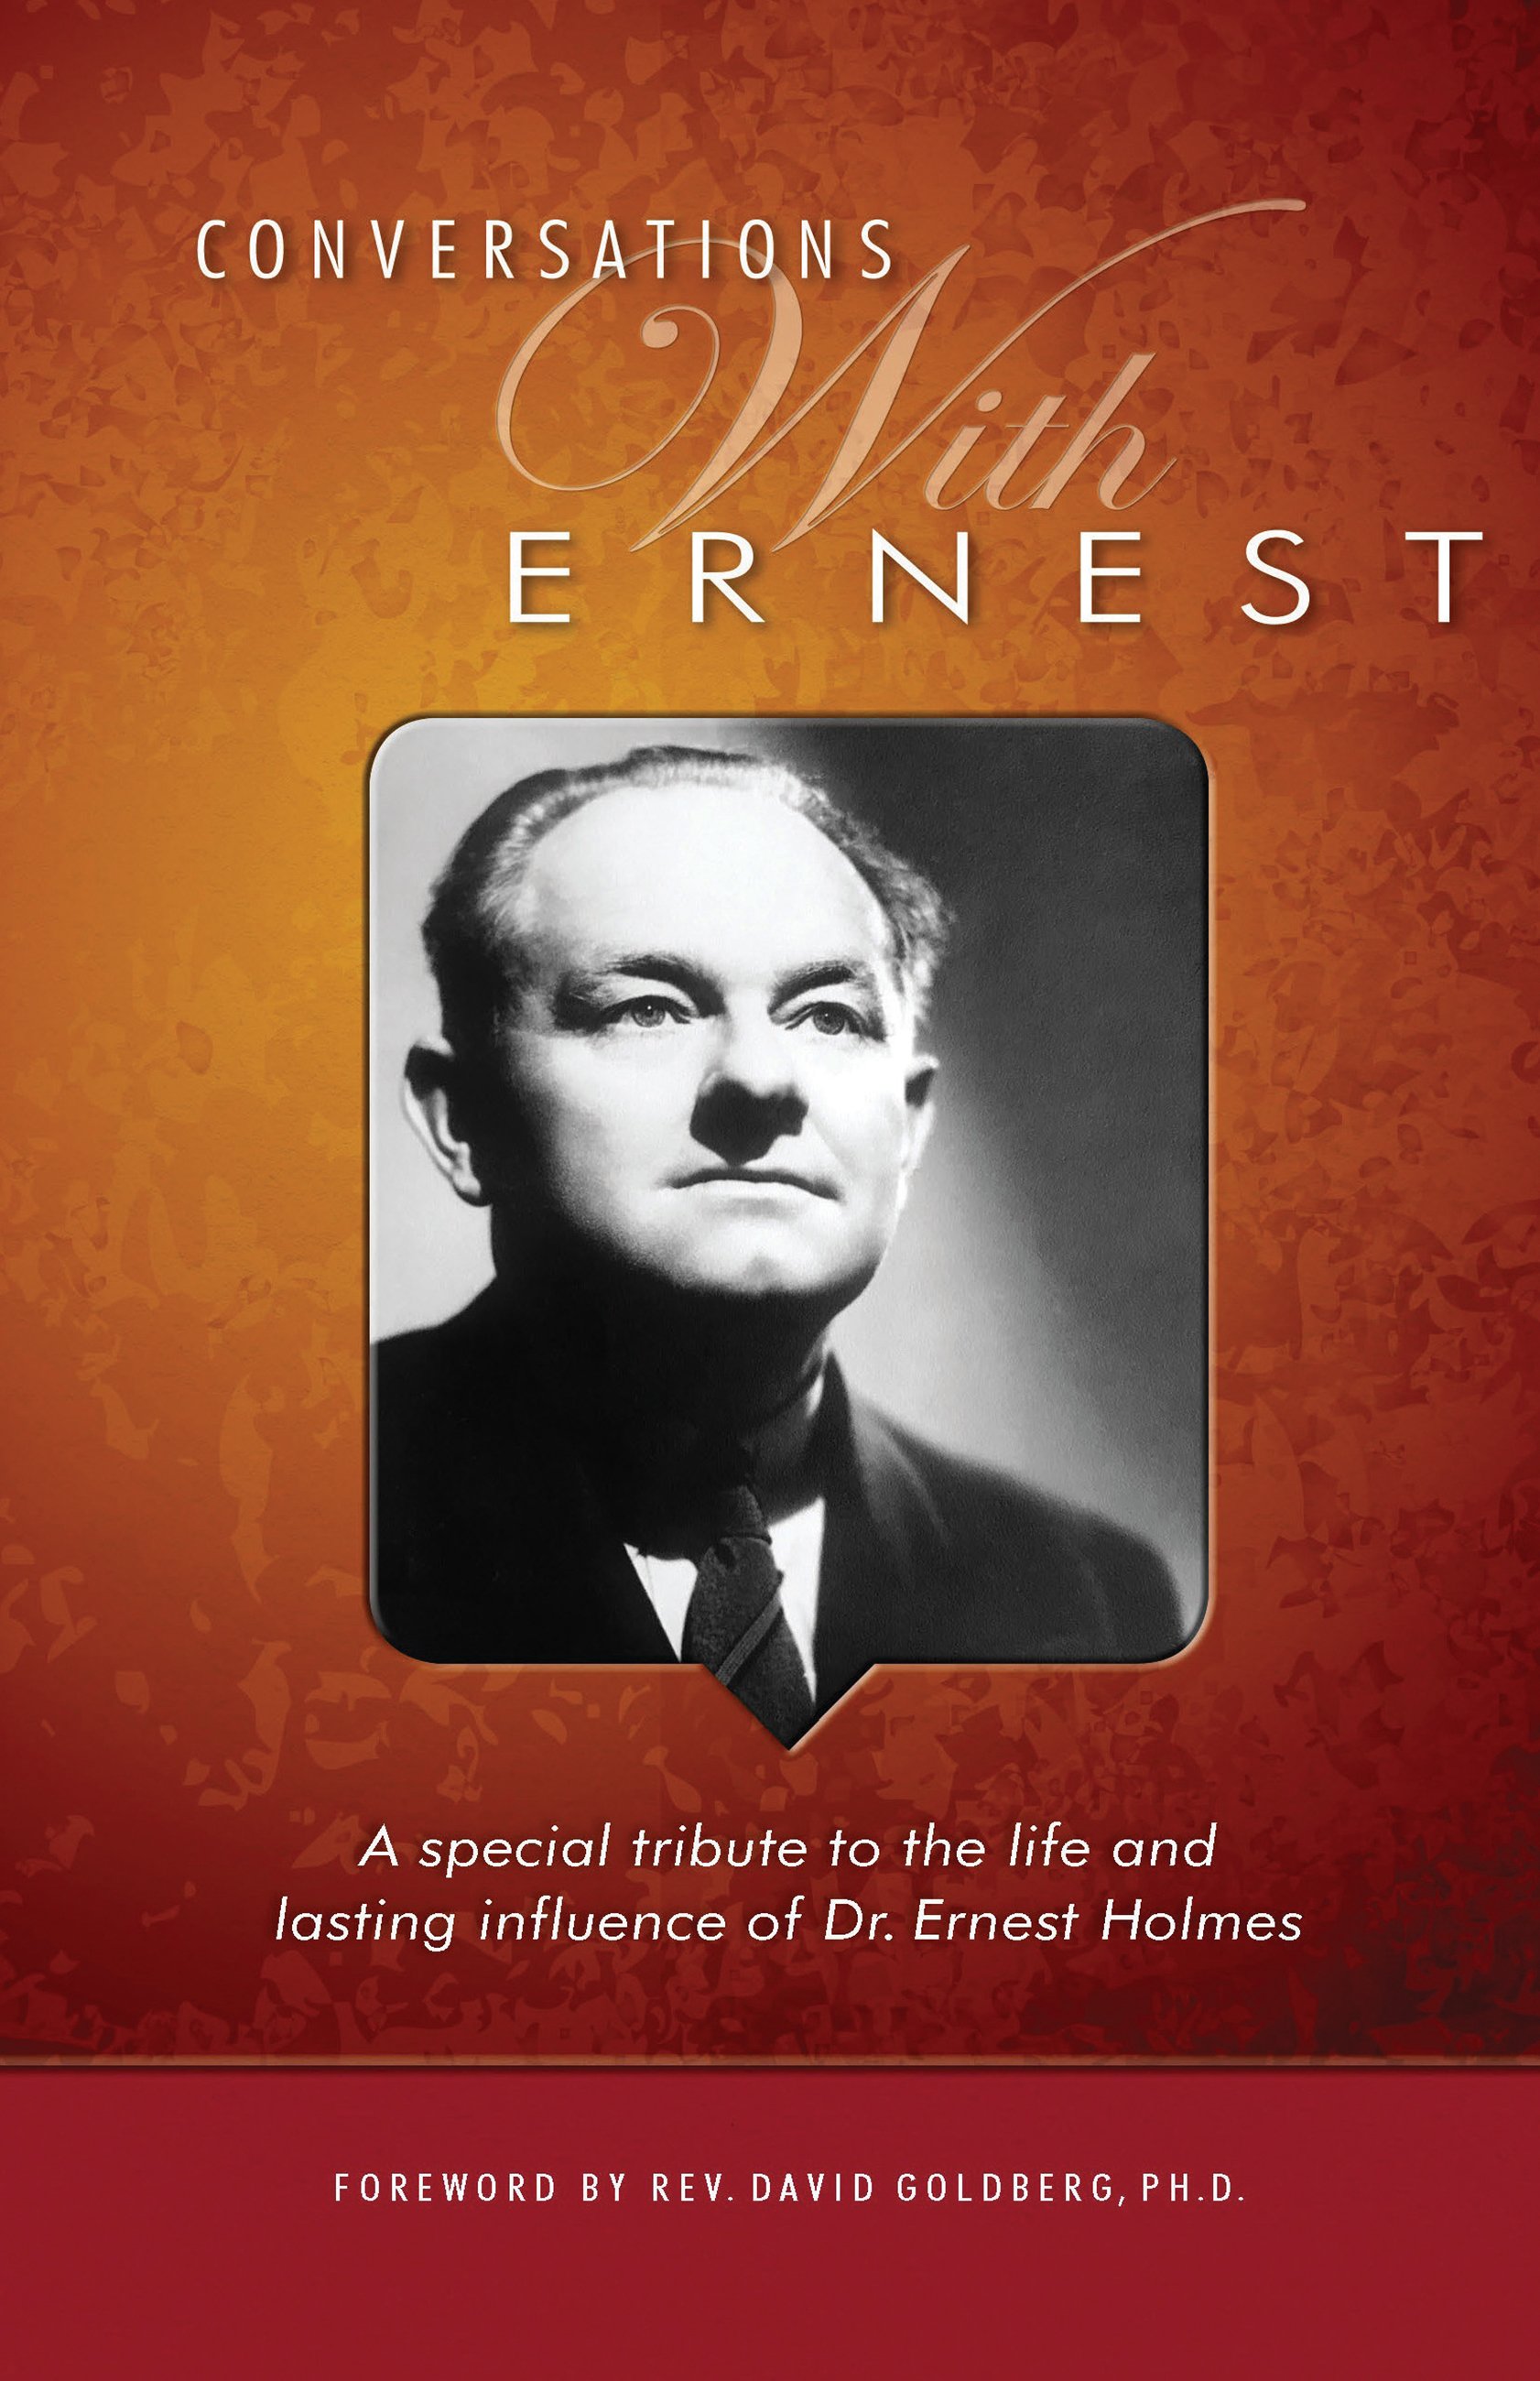 CONVERSATIONS
With
ERNEST
A special tribute to the life and
lasting influence of Dr. Ernest Holmes
FOREWORD BY REV. DAVID GOLDBERG, PH.D.